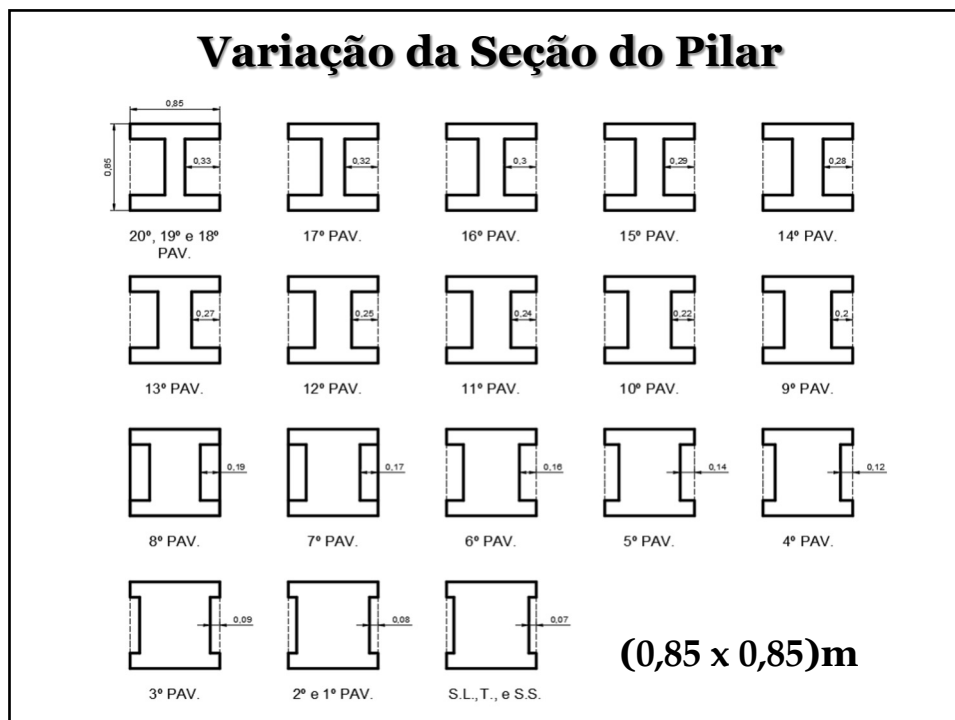 Variação da Seção do Pilar
0,85
0,85
0,33
0,32
0,3
0,29
0,28
20º, 19º e 18º
PAV.
17º PAV.
16º PAV.
15º PAV.
14º PAV.
0,27
0,25
0,24
0,22
0,2
13º PAV.
12º PAV.
11º PAV.
10º PAV.
9º PAV.
0,19
0,17
0,16
0,14
0,12
8º PAV.
7º PAV.
6º PAV.
5º PAV.
4º PAV.
0,09
0,08
0,07
(0,85 x 0,85)m
3º PAV.
2º e 1º PAV.
S.L.,T., e S.S.